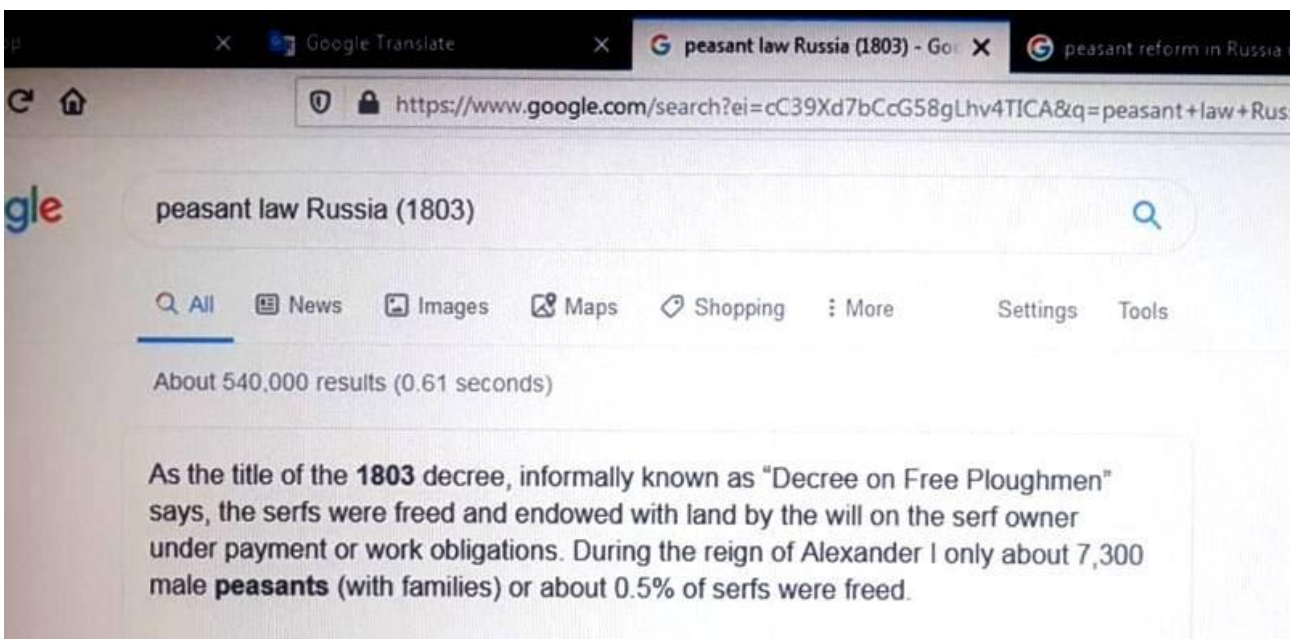 Google Translate
peasant law Russia (1803) - Go
peasant reform in Russia
https://www.google.com/search?ei=cC39Xd7bCcG58gLhv4TICA&q=peasant+law+Rus
gle
peasant law Russia (1803)
All News Images Maps Shopping More Settings Tools
About 540,000 results (0.61 seconds)
As the title of the 1803 decree, informally known as “Decree on Free Ploughmen”
says, the serfs were freed and endowed with land by the will on the serf owner
under payment or work obligations. During the reign of Alexander I only about 7,300
male peasants (with families) or about 0.5% of serfs were freed.